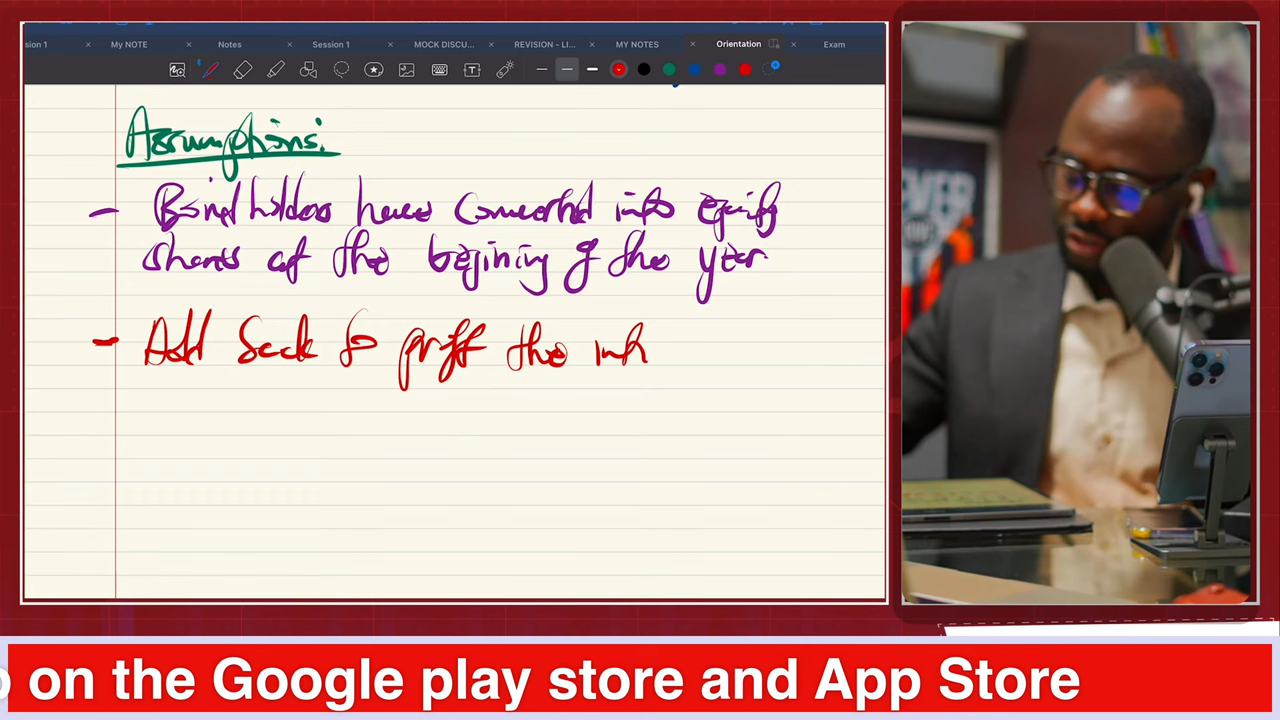 sion 1
My NOTE
Notes
Session 1
MOCK DISCU...
REVISION - LI...
MY NOTES
Orientation
Exam
Assumptions:
- Bondholders have converted into equity
shares at the begining of the year
- Add back to profit the int
on the Google play store and App Store